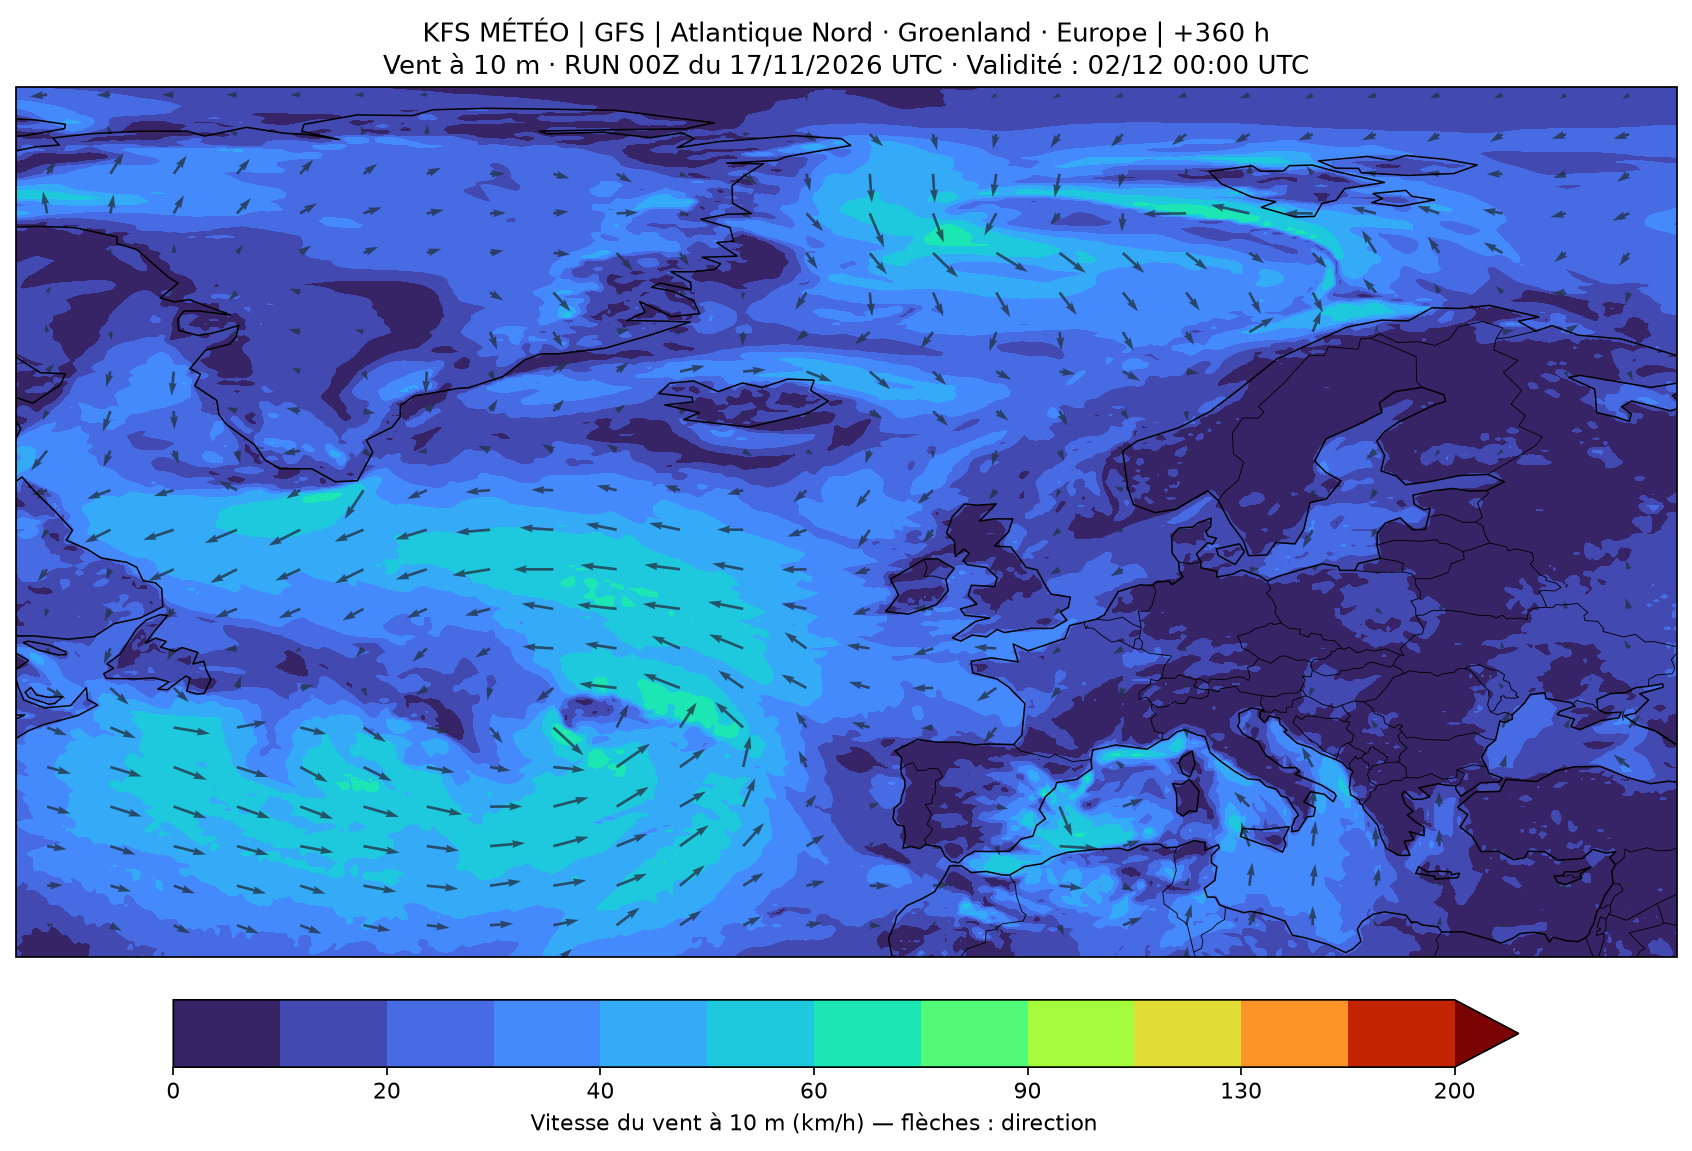 KFS MÉTÉO | GFS | Atlantique Nord · Groenland · Europe | +360 h
Vent à 10 m · RUN 00Z du 17/11/2026 UTC · Validité : 02/12 00:00 UTC
0 20 40 60 90 130 200
Vitesse du vent à 10 m (km/h) — flèches : direction